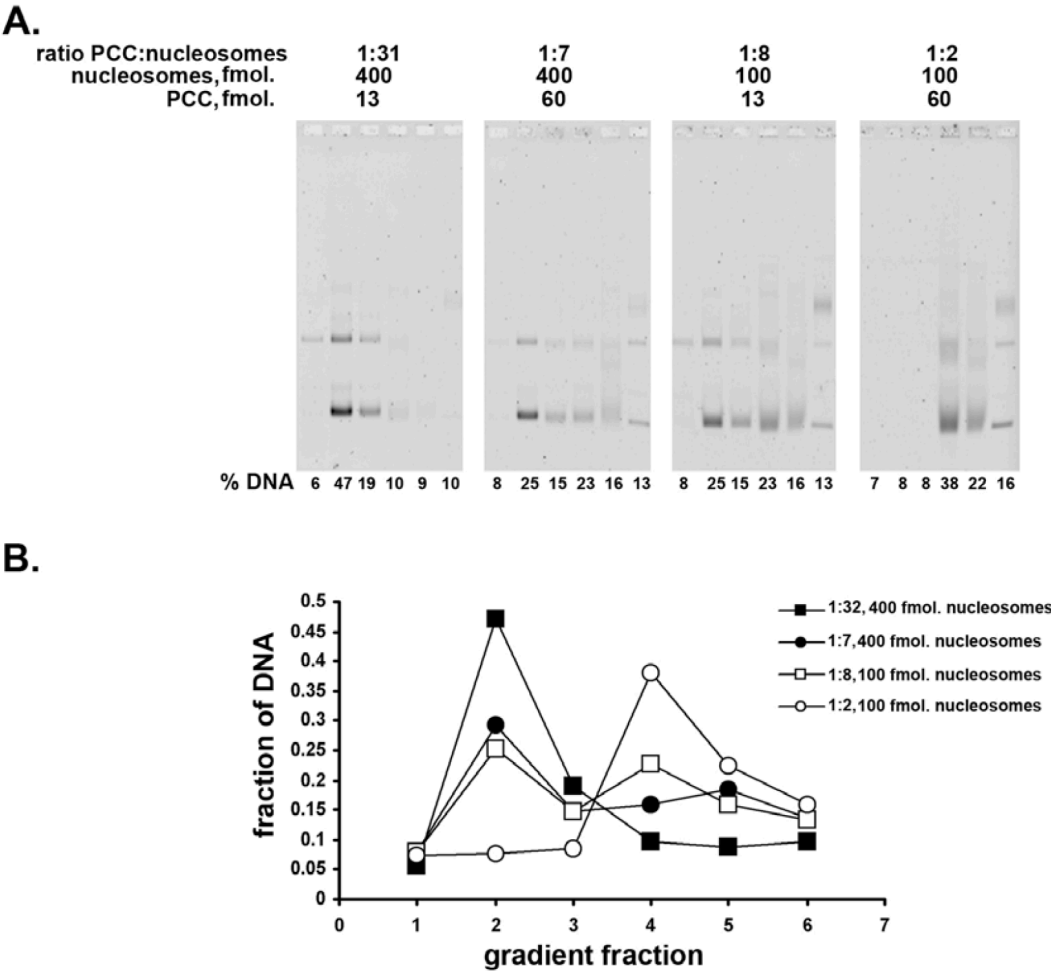 A.
ratio PCC:nucleosomes 1:31 1:7 1:8 1:2
nucleosomes, fmol. 400 400 100 100
PCC, fmol. 13 60 13 60
% DNA 6 47 19 10 9 10 8 25 15 23 16 13 8 25 15 23 16 13 7 8 8 38 22 16
B.
fraction of DNA
0.5
0.45
0.4
0.35
0.3
0.25
0.2
0.15
0.1
0.05
0
0 1 2 3 4 5 6 7
gradient fraction
1:32, 400 fmol. nucleosomes
1:7, 400 fmol. nucleosomes
1:8, 100 fmol. nucleosomes
1:2, 100 fmol. nucleosomes